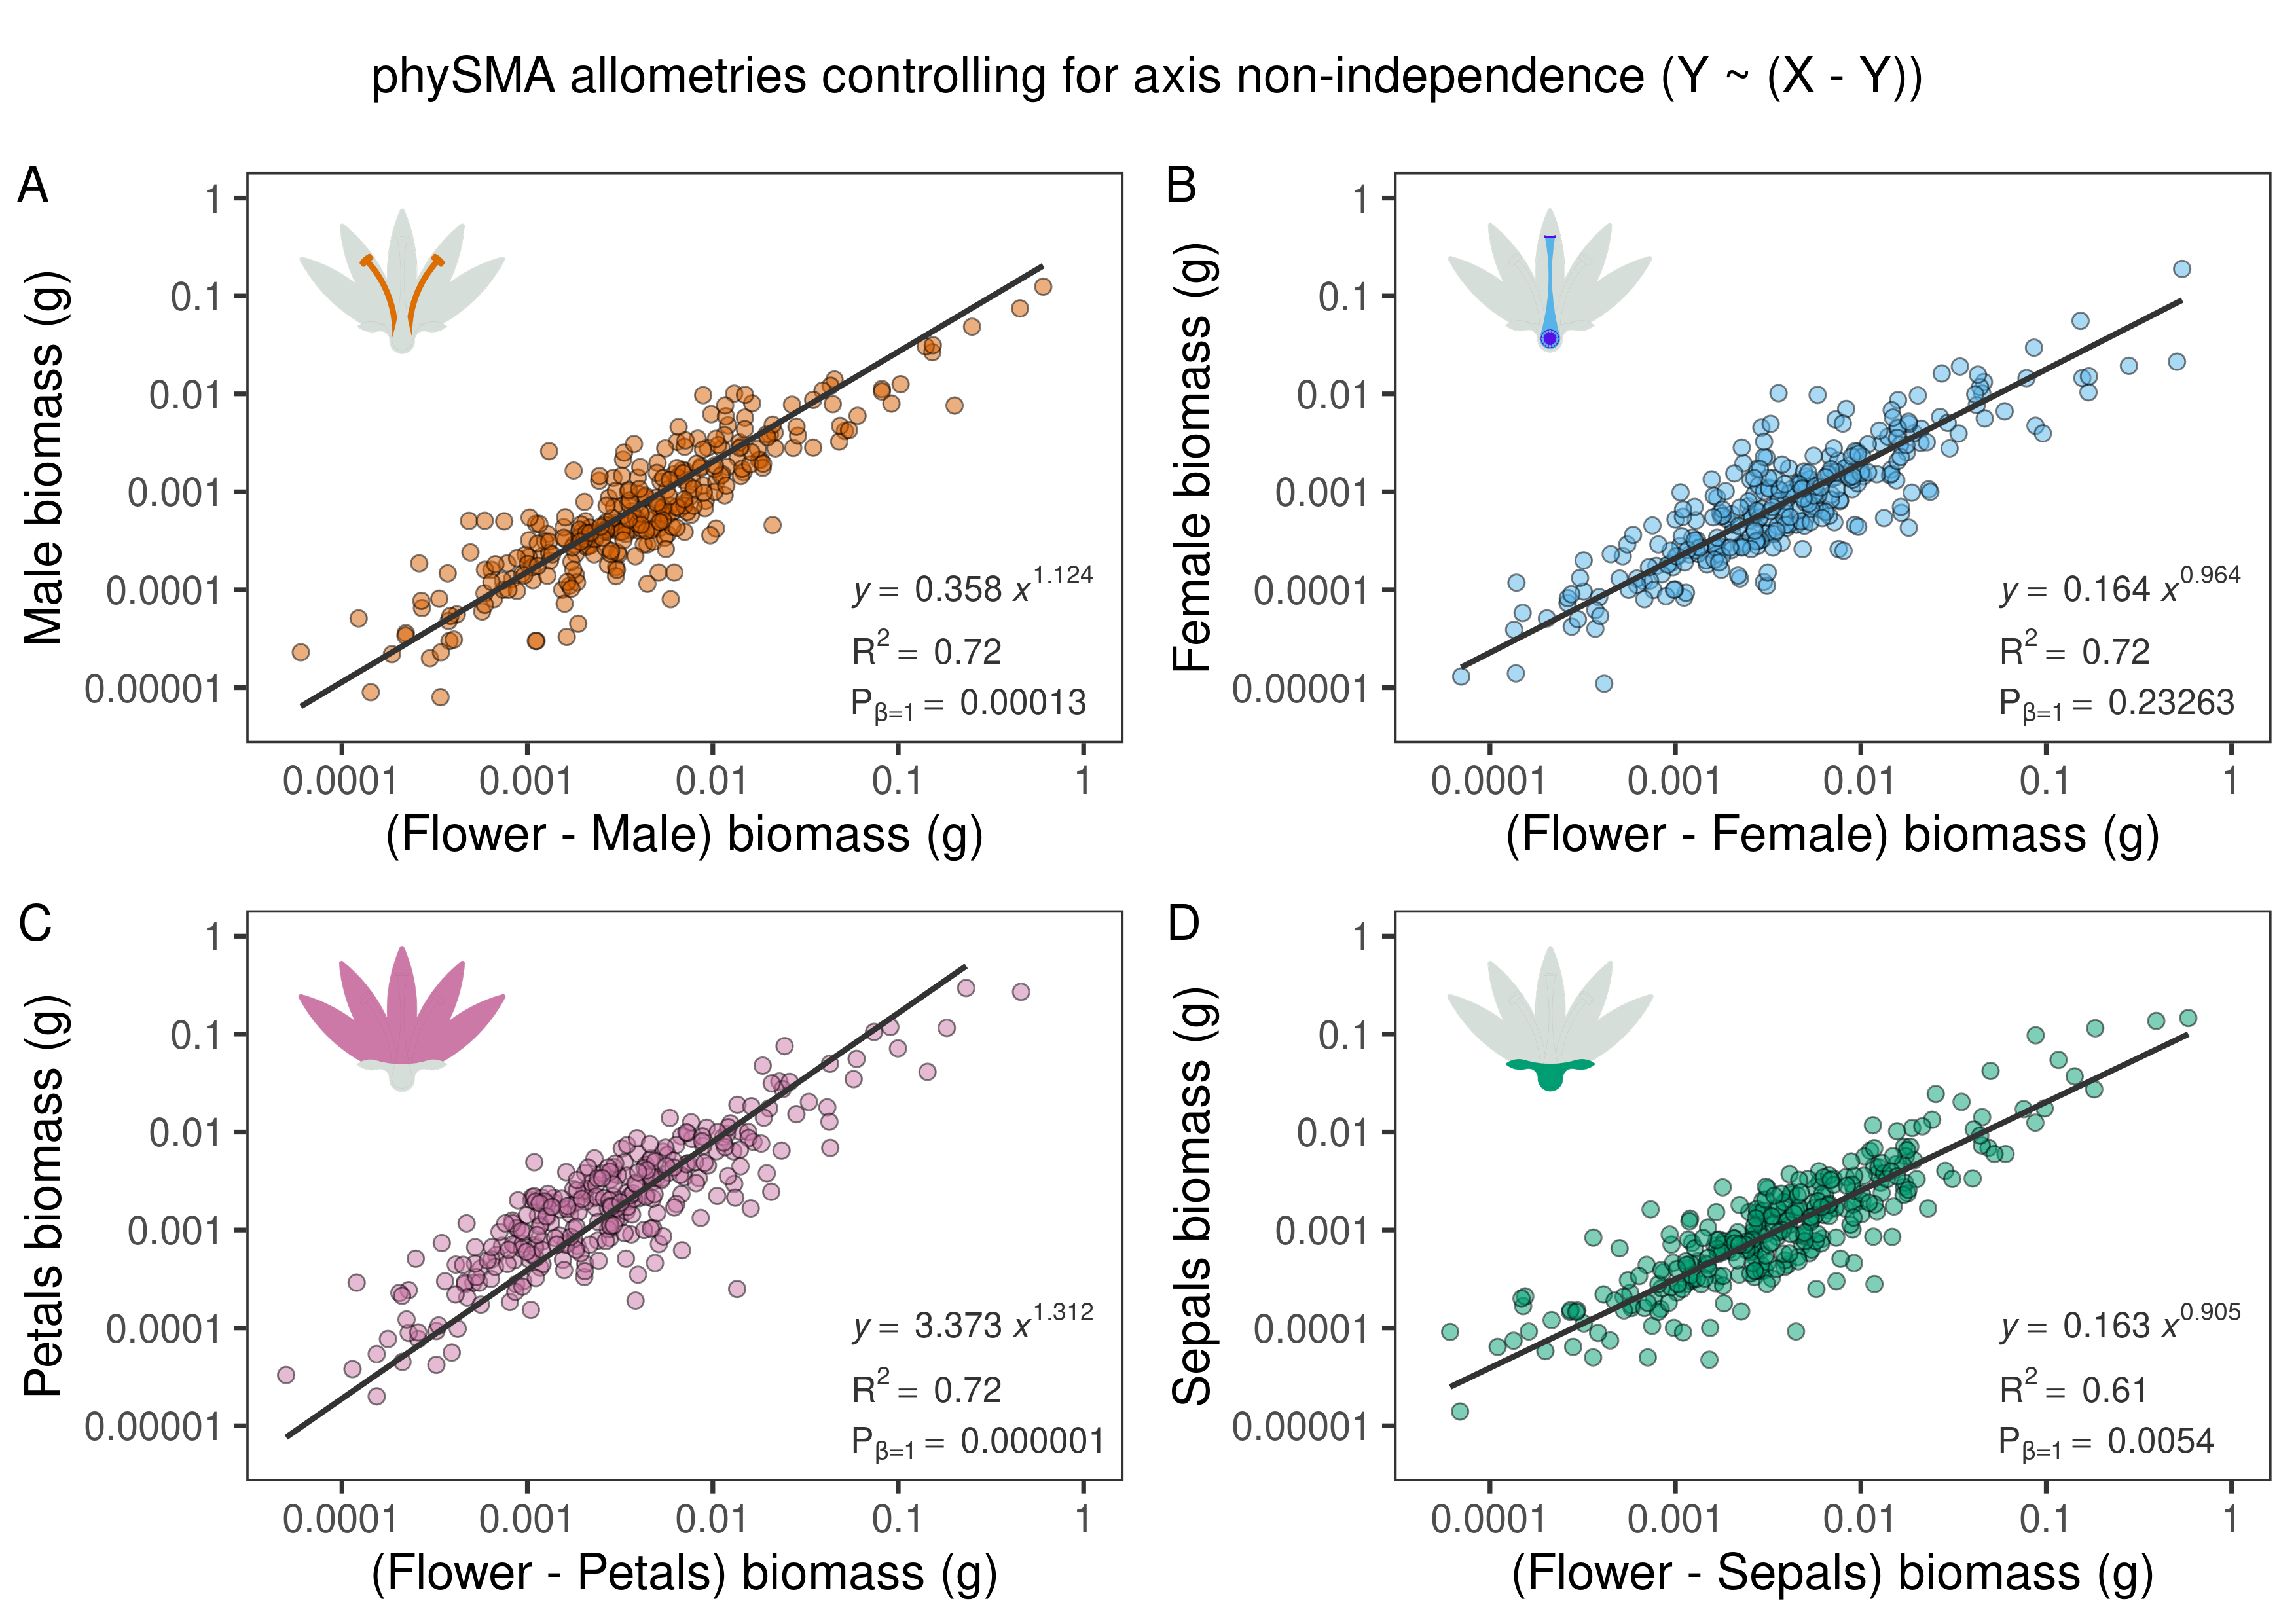 phySMA allometries controlling for axis non-independence (Y ~ (X - Y))
A
Male biomass (g)
1
0.1
0.01
0.001
0.0001
0.00001
y = 0.358 x^1.124
R² = 0.72
Pβ=1 = 0.00013
0.0001 0.001 0.01 0.1 1
(Flower - Male) biomass (g)
B
Female biomass (g)
1
0.1
0.01
0.001
0.0001
0.00001
y = 0.164 x^0.964
R² = 0.72
Pβ=1 = 0.23263
0.0001 0.001 0.01 0.1 1
(Flower - Female) biomass (g)
C
Petals biomass (g)
1
0.1
0.01
0.001
0.0001
0.00001
y = 3.373 x^1.312
R² = 0.72
Pβ=1 = 0.000001
0.0001 0.001 0.01 0.1 1
(Flower - Petals) biomass (g)
D
Sepals biomass (g)
1
0.1
0.01
0.001
0.0001
0.00001
y = 0.163 x^0.905
R² = 0.61
Pβ=1 = 0.0054
0.0001 0.001 0.01 0.1 1
(Flower - Sepals) biomass (g)